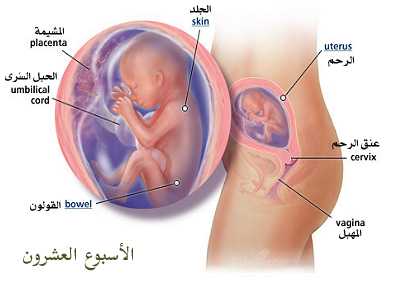 الجلد
skin
المشيمة
placenta
الحبل السرى
umbilical
cord
القولون bowel
uterus
الرحم
عنق الرحم
cervix
vagina
المهبل
الأسبوع العشرون